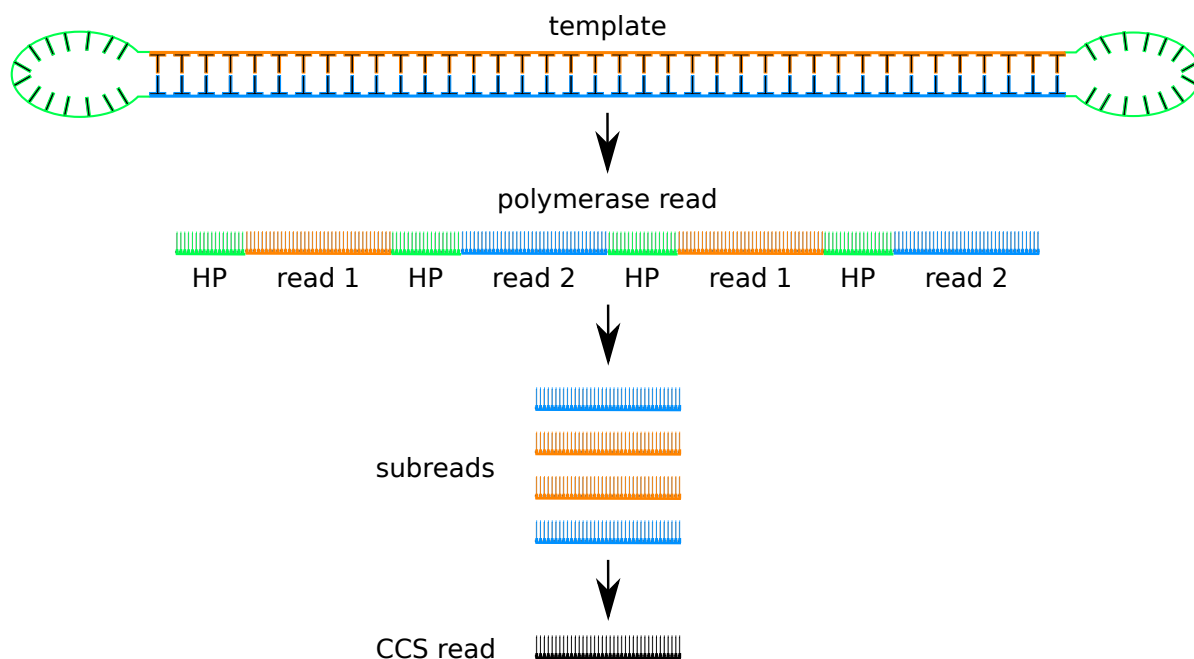 template
polymerase read
HP read 1 HP read 2 HP read 1 HP read 2
subreads
CCS read